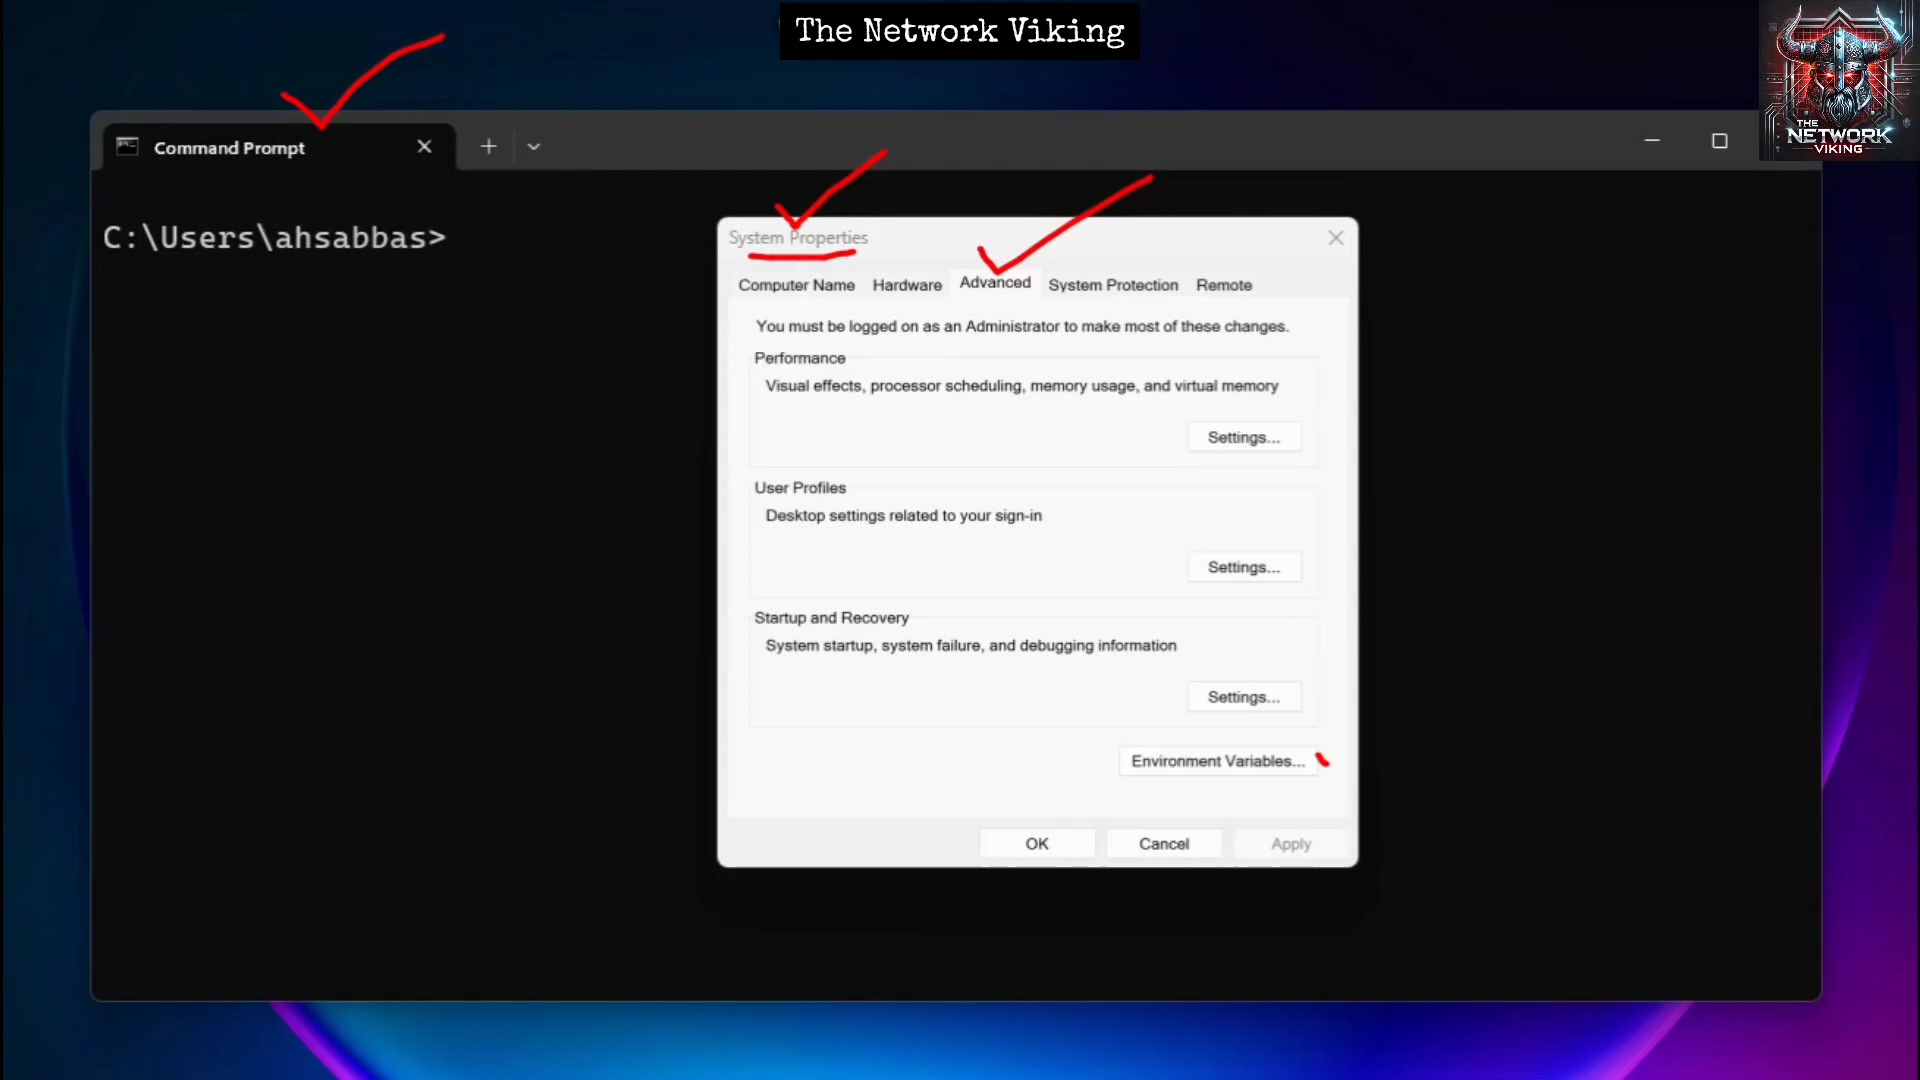 The Network Viking
THE
NETWORK
VIKING
Command Prompt
C:\Users\ahsabbas>
System Properties
Computer Name Hardware Advanced System Protection Remote
You must be logged on as an Administrator to make most of these changes.
Performance
Visual effects, processor scheduling, memory usage, and virtual memory
Settings...
User Profiles
Desktop settings related to your sign-in
Settings...
Startup and Recovery
System startup, system failure, and debugging information
Settings...
Environment Variables...
OK Cancel Apply